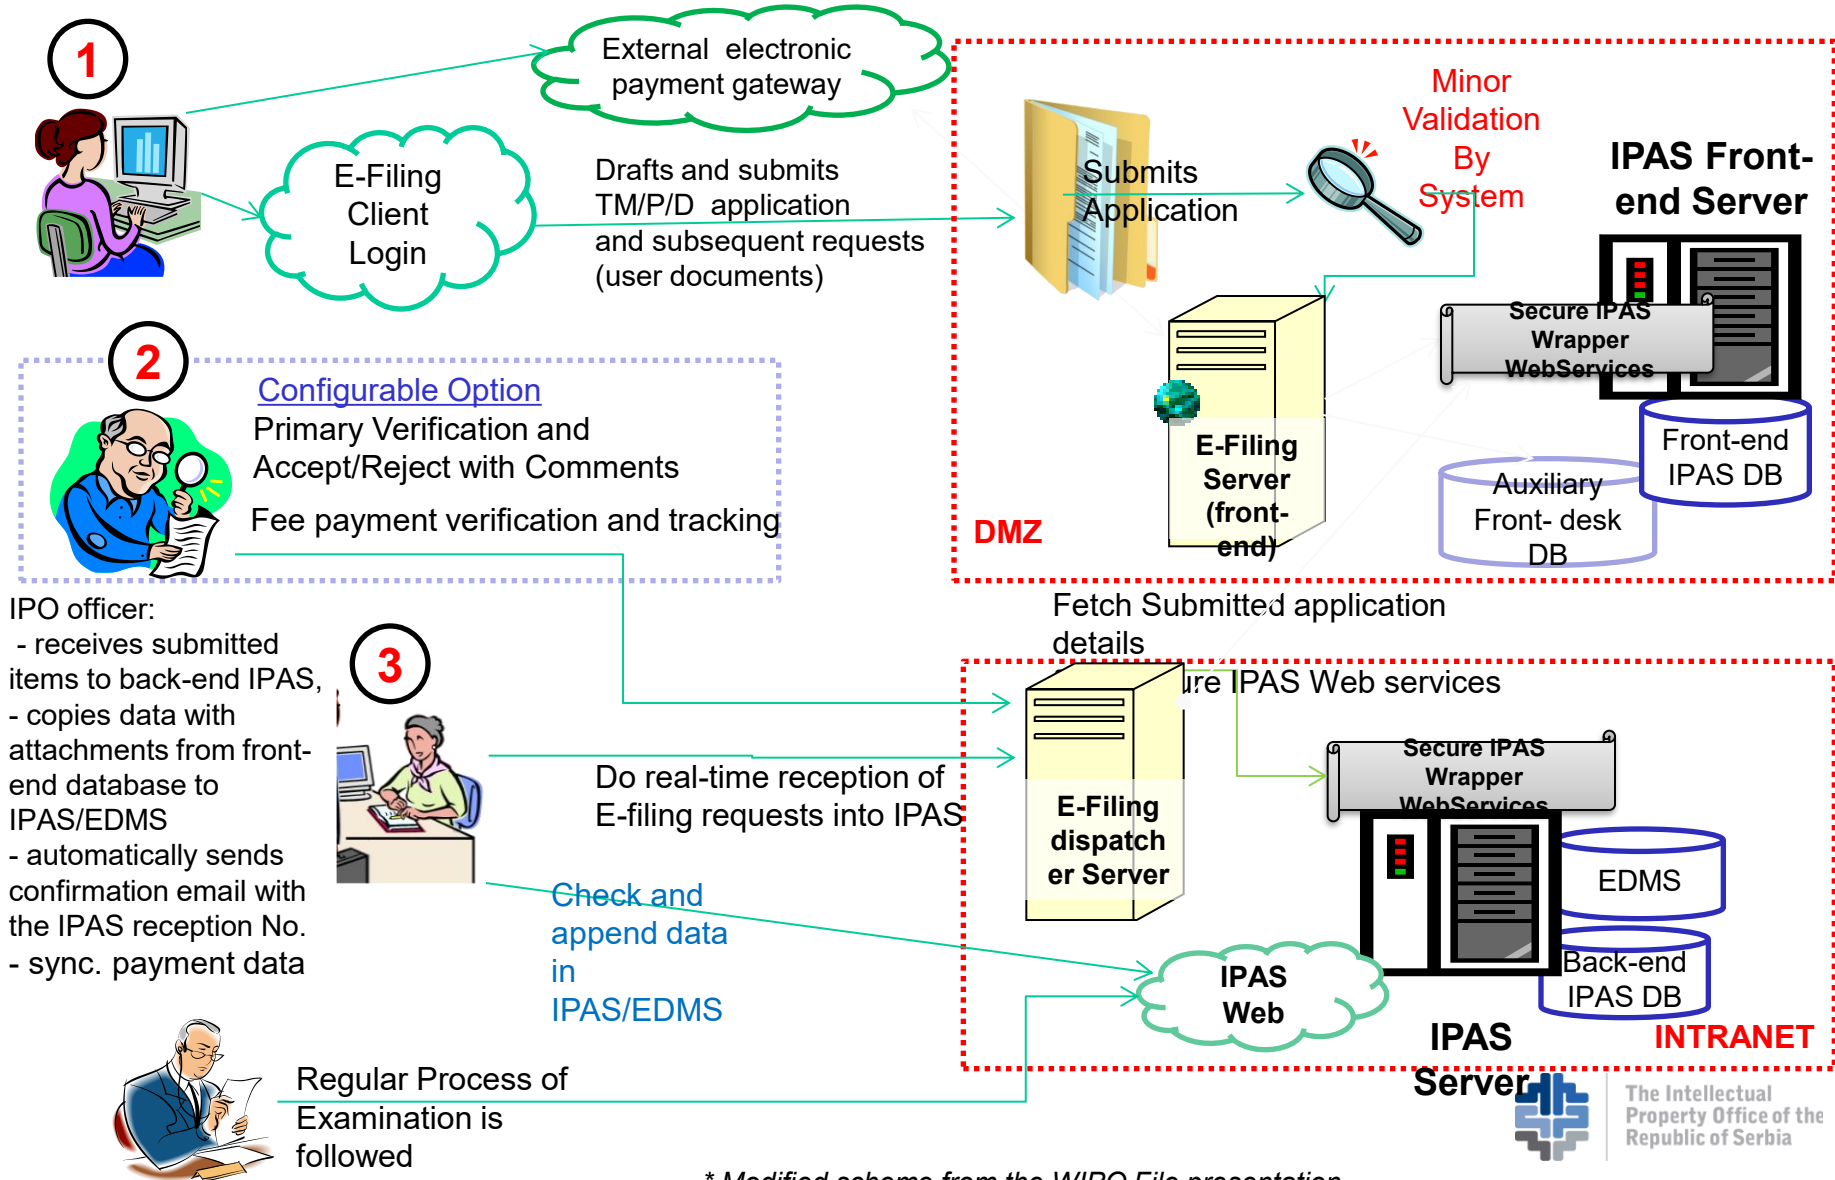 1
External electronic
payment gateway
E-Filing
Client
Login
Drafts and submits
TM/P/D application
and subsequent requests
(user documents)
Submits
Application
Minor
Validation
By
System
IPAS Front-
end Server
Secure IPAS
Wrapper
WebServices
Front-end
IPAS DB
Auxiliary
Front- desk
DB
E-Filing
Server
(front-
end)
DMZ
2
Configurable Option
Primary Verification and
Accept/Reject with Comments
Fee payment verification and tracking
IPO officer:
- receives submitted
items to back-end IPAS,
- copies data with
attachments from front-
end database to
IPAS/EDMS
- automatically sends
confirmation email with
the IPAS reception No.
- sync. payment data
3
Do real-time reception of
E-filing requests into IPAS
Check and
append data
in
IPAS/EDMS
Fetch Submitted application
details
IPAS Web services
E-Filing
dispatch
er Server
Secure IPAS
Wrapper
WebServices
EDMS
Back-end
IPAS DB
IPAS
Web
IPAS
Server
INTRANET
Regular Process of
Examination is
followed
The Intellectual
Property Office of the
Republic of Serbia
* Modified scheme from the WIPO File presentation